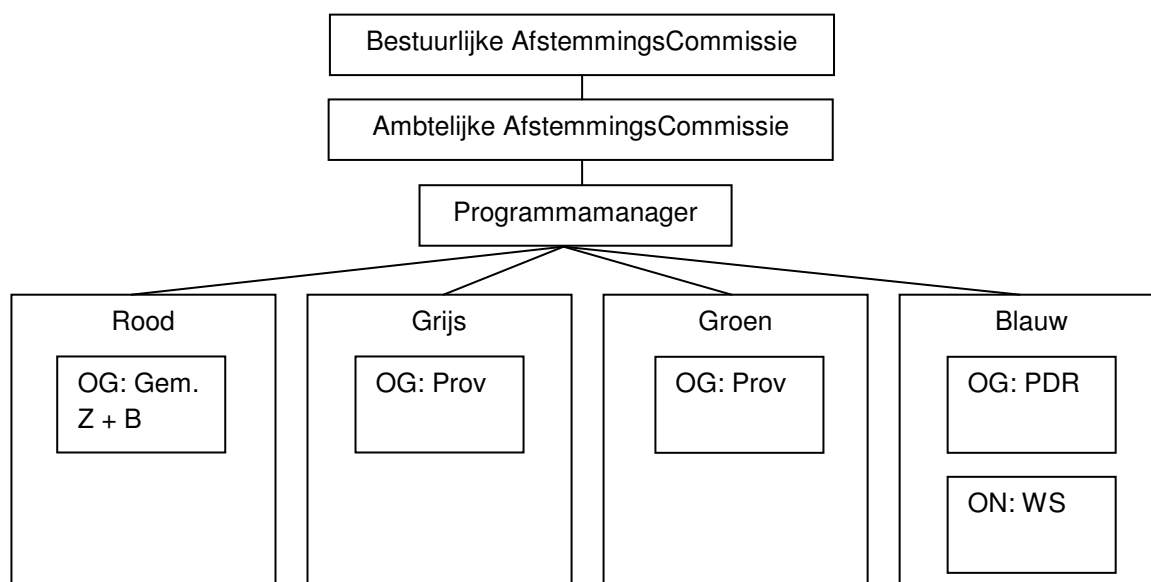 Bestuurlijke AfstemmingsCommissie
Ambtelijke AfstemmingsCommissie
Programmamanager
Rood
OG: Gem.
Z + B
Grijs
OG: Prov
Groen
OG: Prov
Blauw
OG: PDR
ON: WS